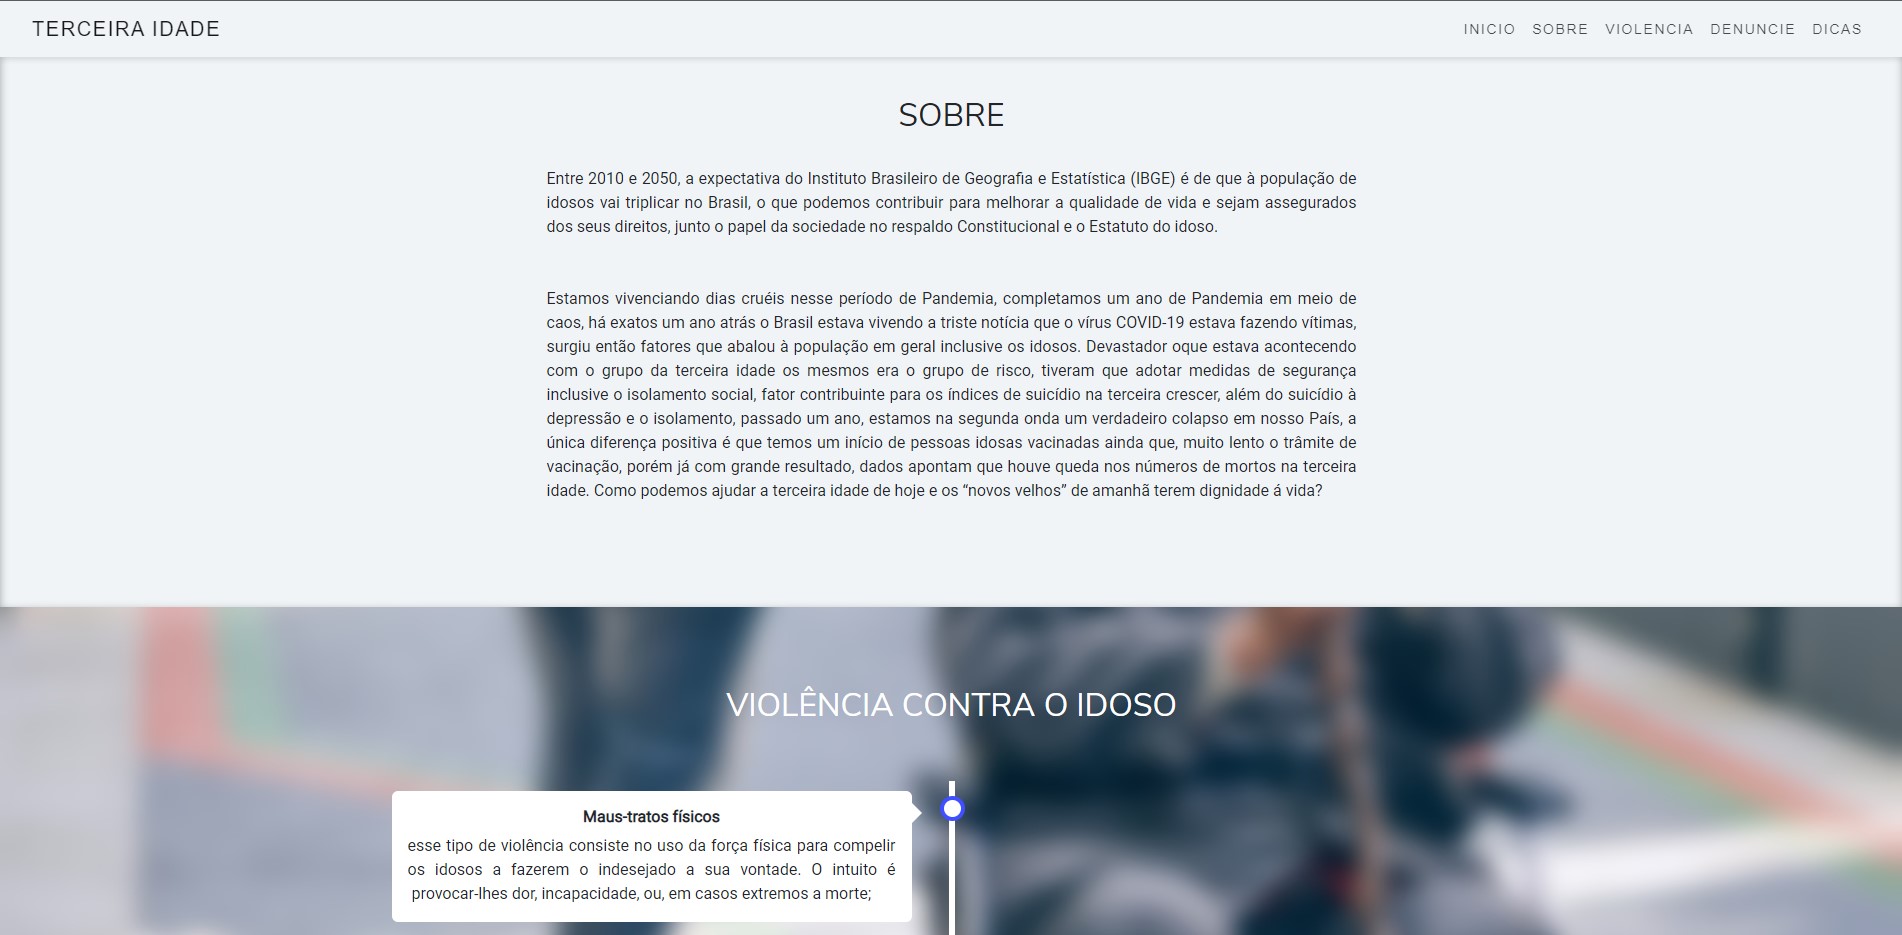 TERCEIRA IDADE
INICIO SOBRE VIOLENCIA DENUNCIE DICAS
SOBRE
Entre 2010 e 2050, a expectativa do Instituto Brasileiro de Geografia e Estatística (IBGE) é de que à população de
idosos vai triplicar no Brasil, o que podemos contribuir para melhorar a qualidade de vida e sejam assegurados
dos seus direitos, junto o papel da sociedade no respaldo Constitucional e o Estatuto do idoso.
Estamos vivenciando dias cruéis nesse período de Pandemia, completamos um ano de Pandemia em meio de
caos, há exatos um ano atrás o Brasil estava vivendo a triste notícia que o vírus COVID-19 estava fazendo vítimas,
surgiu então fatores que abalou à população em geral inclusive os idosos. Devastador oque estava acontecendo
com o grupo da terceira idade os mesmos era o grupo de risco, tiveram que adotar medidas de segurança
inclusive o isolamento social, fator contribuinte para os índices de suicídio na terceira crescer, além do suicídio à
depressão e o isolamento, passado um ano, estamos na segunda onda um verdadeiro colapso em nosso País, a
única diferença positiva é que temos um início de pessoas idosas vacinadas ainda que, muito lento o trâmite de
vacinação, porém já com grande resultado, dados apontam que houve queda nos números de mortos na terceira
idade. Como podemos ajudar a terceira idade de hoje e os “novos velhos” de amanhã terem dignidade á vida?
VIOLÊNCIA CONTRA O IDOSO
Maus-tratos físicos
esse tipo de violência consiste no uso da força física para compelir
os idosos a fazerem o indesejado a sua vontade. O intuito é
provocar-lhes dor, incapacidade, ou, em casos extremos a morte;